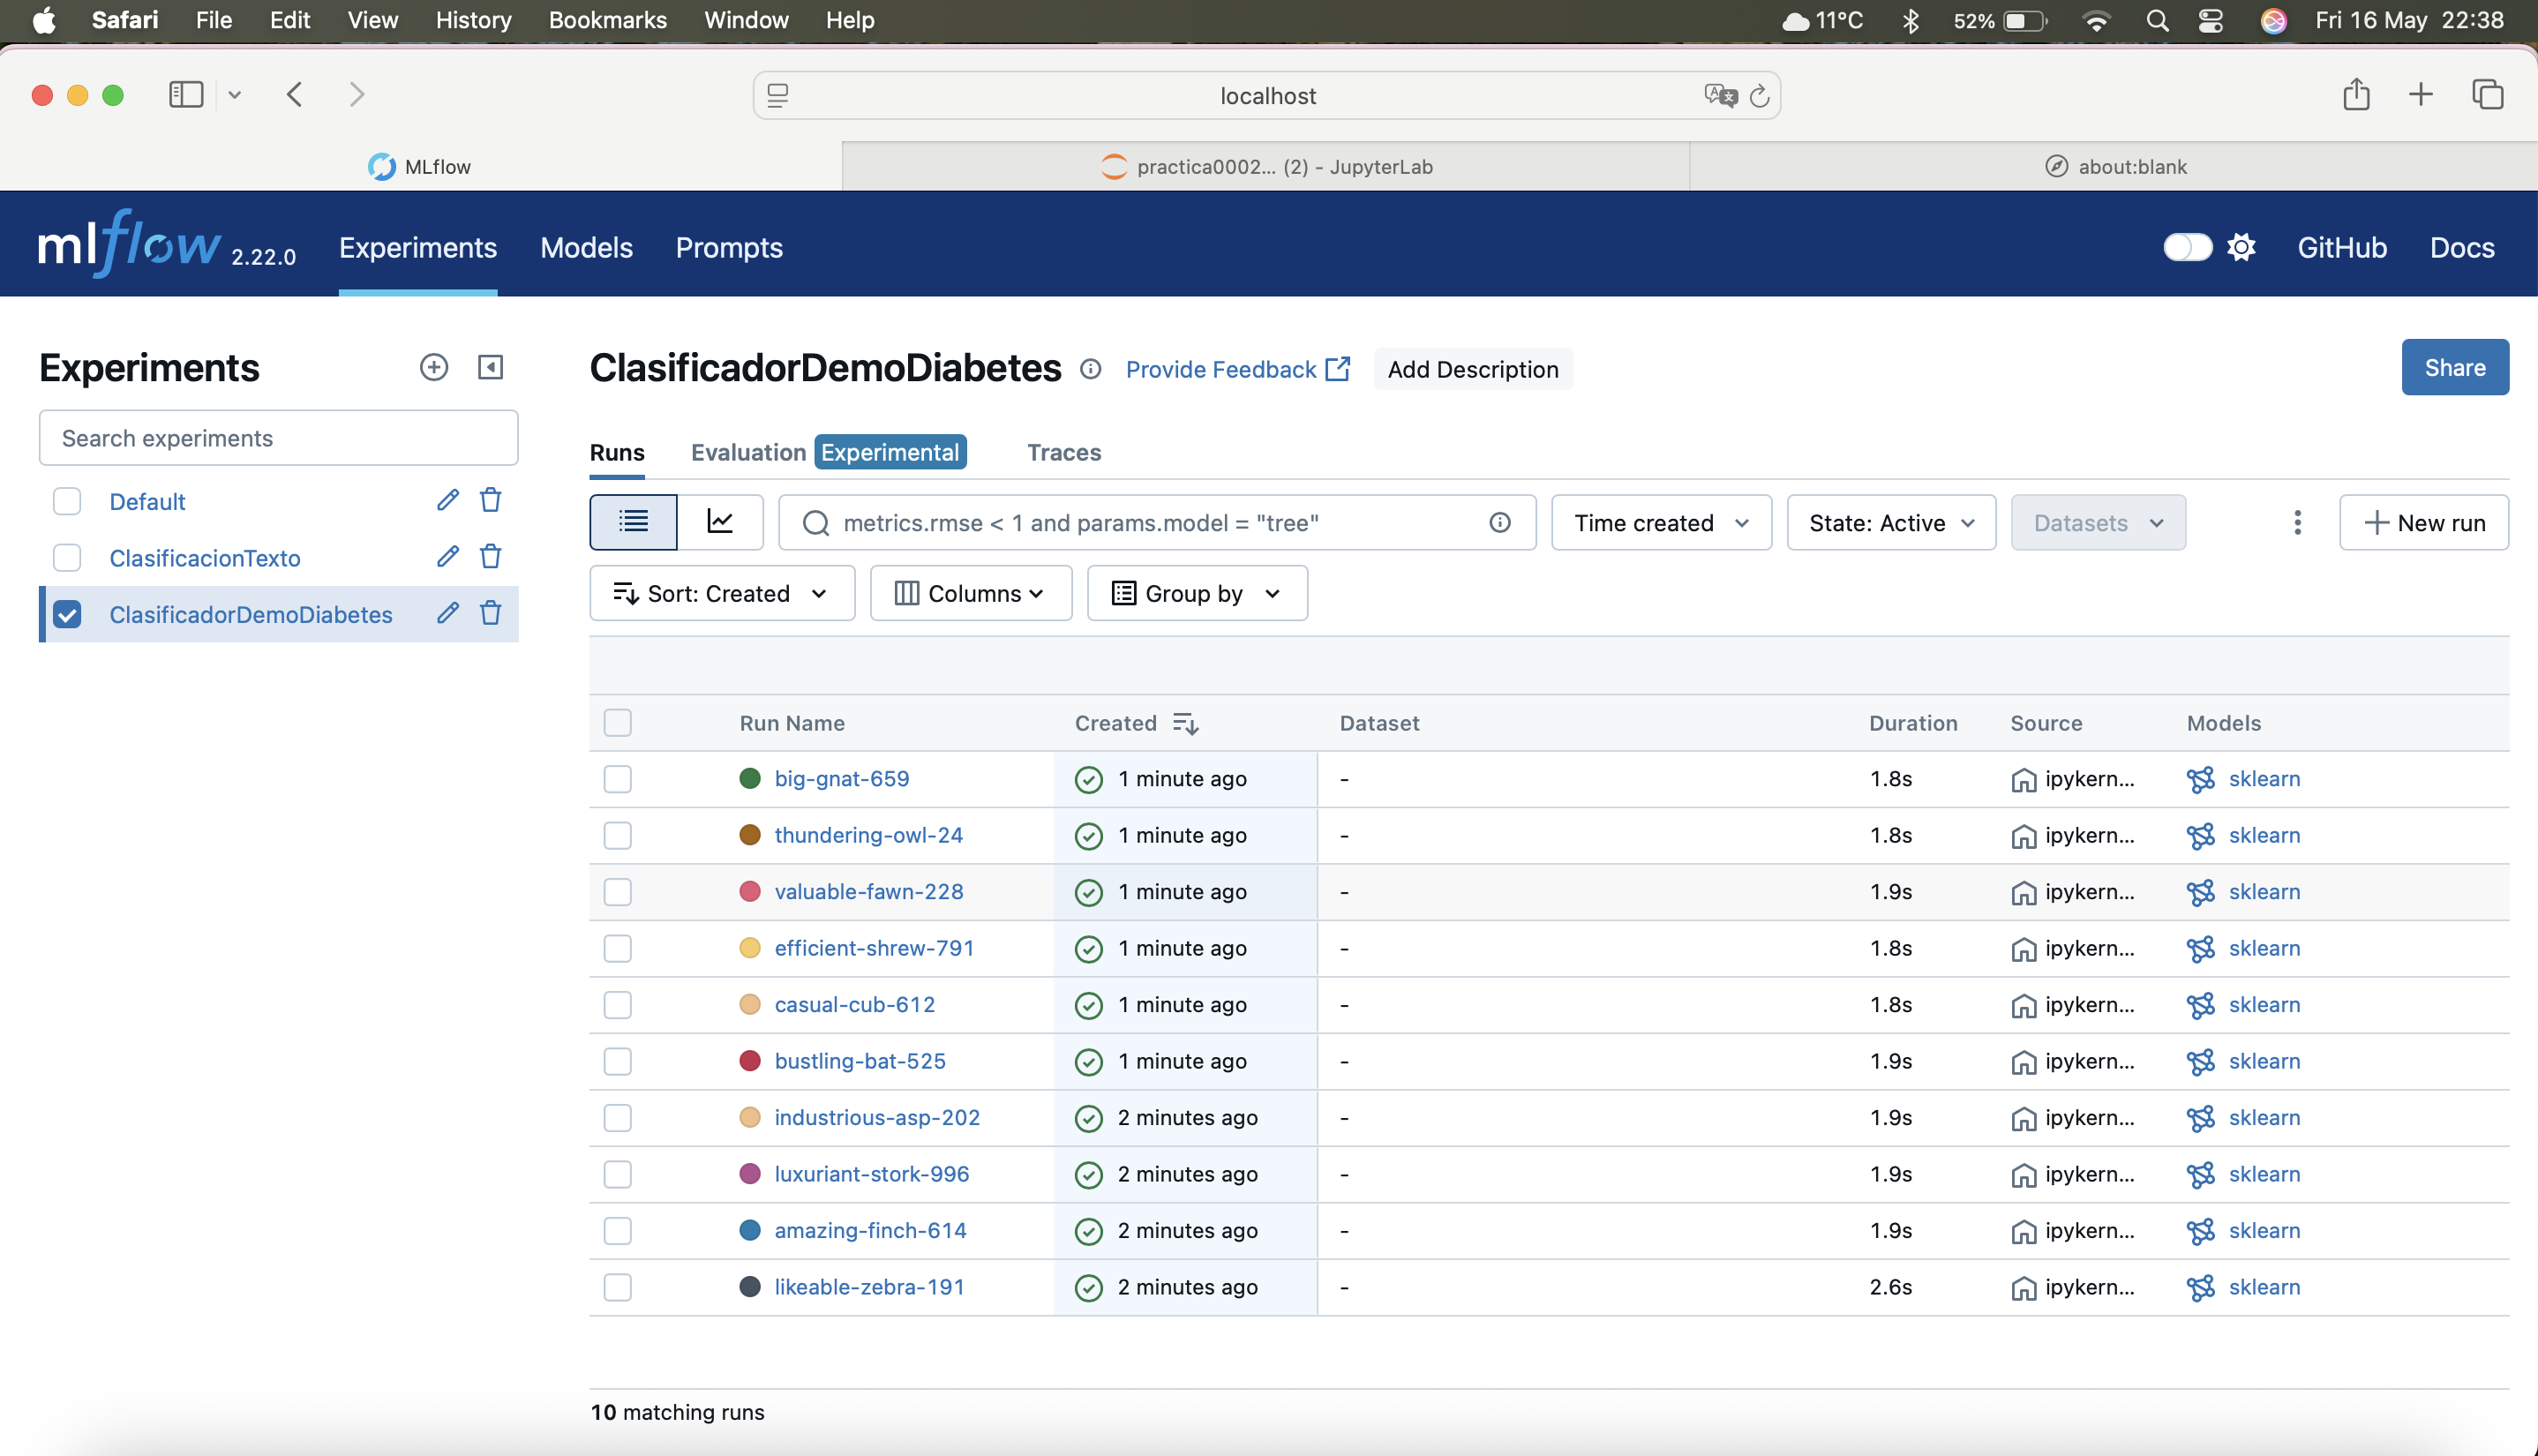 Safari File Edit View History Bookmarks Window Help 11°C 52% Fri 16 May 22:38
localhost
MLflow practica0002... (2) - JupyterLab about:blank
mlflow 2.22.0 Experiments Models Prompts GitHub Docs
Experiments
Search experiments
Default
ClasificacionTexto
ClasificadorDemoDiabetes
ClasificadorDemoDiabetes Provide Feedback Add Description Share
Runs Evaluation Experimental Traces
metrics.rmse < 1 and params.model = "tree" Time created State: Active Datasets New run
Sort: Created Columns Group by
Run Name Created Dataset Duration Source Models
big-gnat-659 1 minute ago - 1.8s ipykern... sklearn
thundering-owl-24 1 minute ago - 1.8s ipykern... sklearn
valuable-fawn-228 1 minute ago - 1.9s ipykern... sklearn
efficient-shrew-791 1 minute ago - 1.8s ipykern... sklearn
casual-cub-612 1 minute ago - 1.8s ipykern... sklearn
bustling-bat-525 1 minute ago - 1.9s ipykern... sklearn
industrious-asp-202 2 minutes ago - 1.9s ipykern... sklearn
luxuriant-stork-996 2 minutes ago - 1.9s ipykern... sklearn
amazing-finch-614 2 minutes ago - 1.9s ipykern... sklearn
likeable-zebra-191 2 minutes ago - 2.6s ipykern... sklearn
10 matching runs